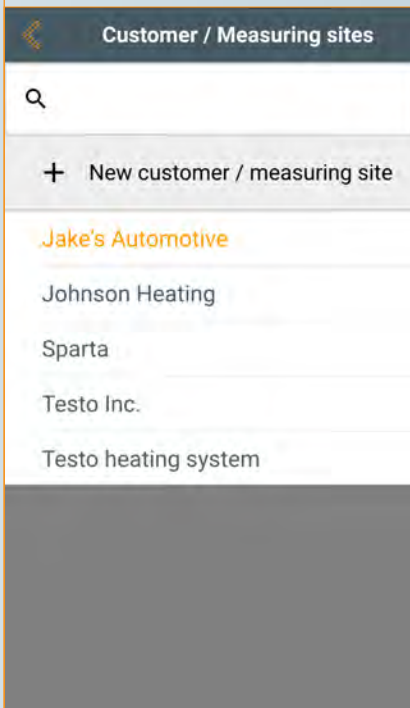 Customer / Measuring sites
New customer / measuring site
Jake's Automotive
Johnson Heating
Sparta
Testo Inc.
Testo heating system